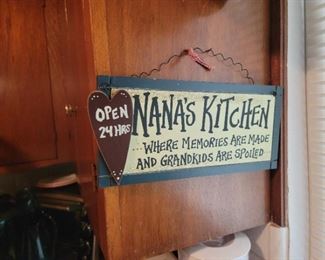 OPEN
24 HRS
NANA'S KITCHEN
...WHERE MEMORIES ARE MADE
AND GRANDKIDS ARE SPOILED